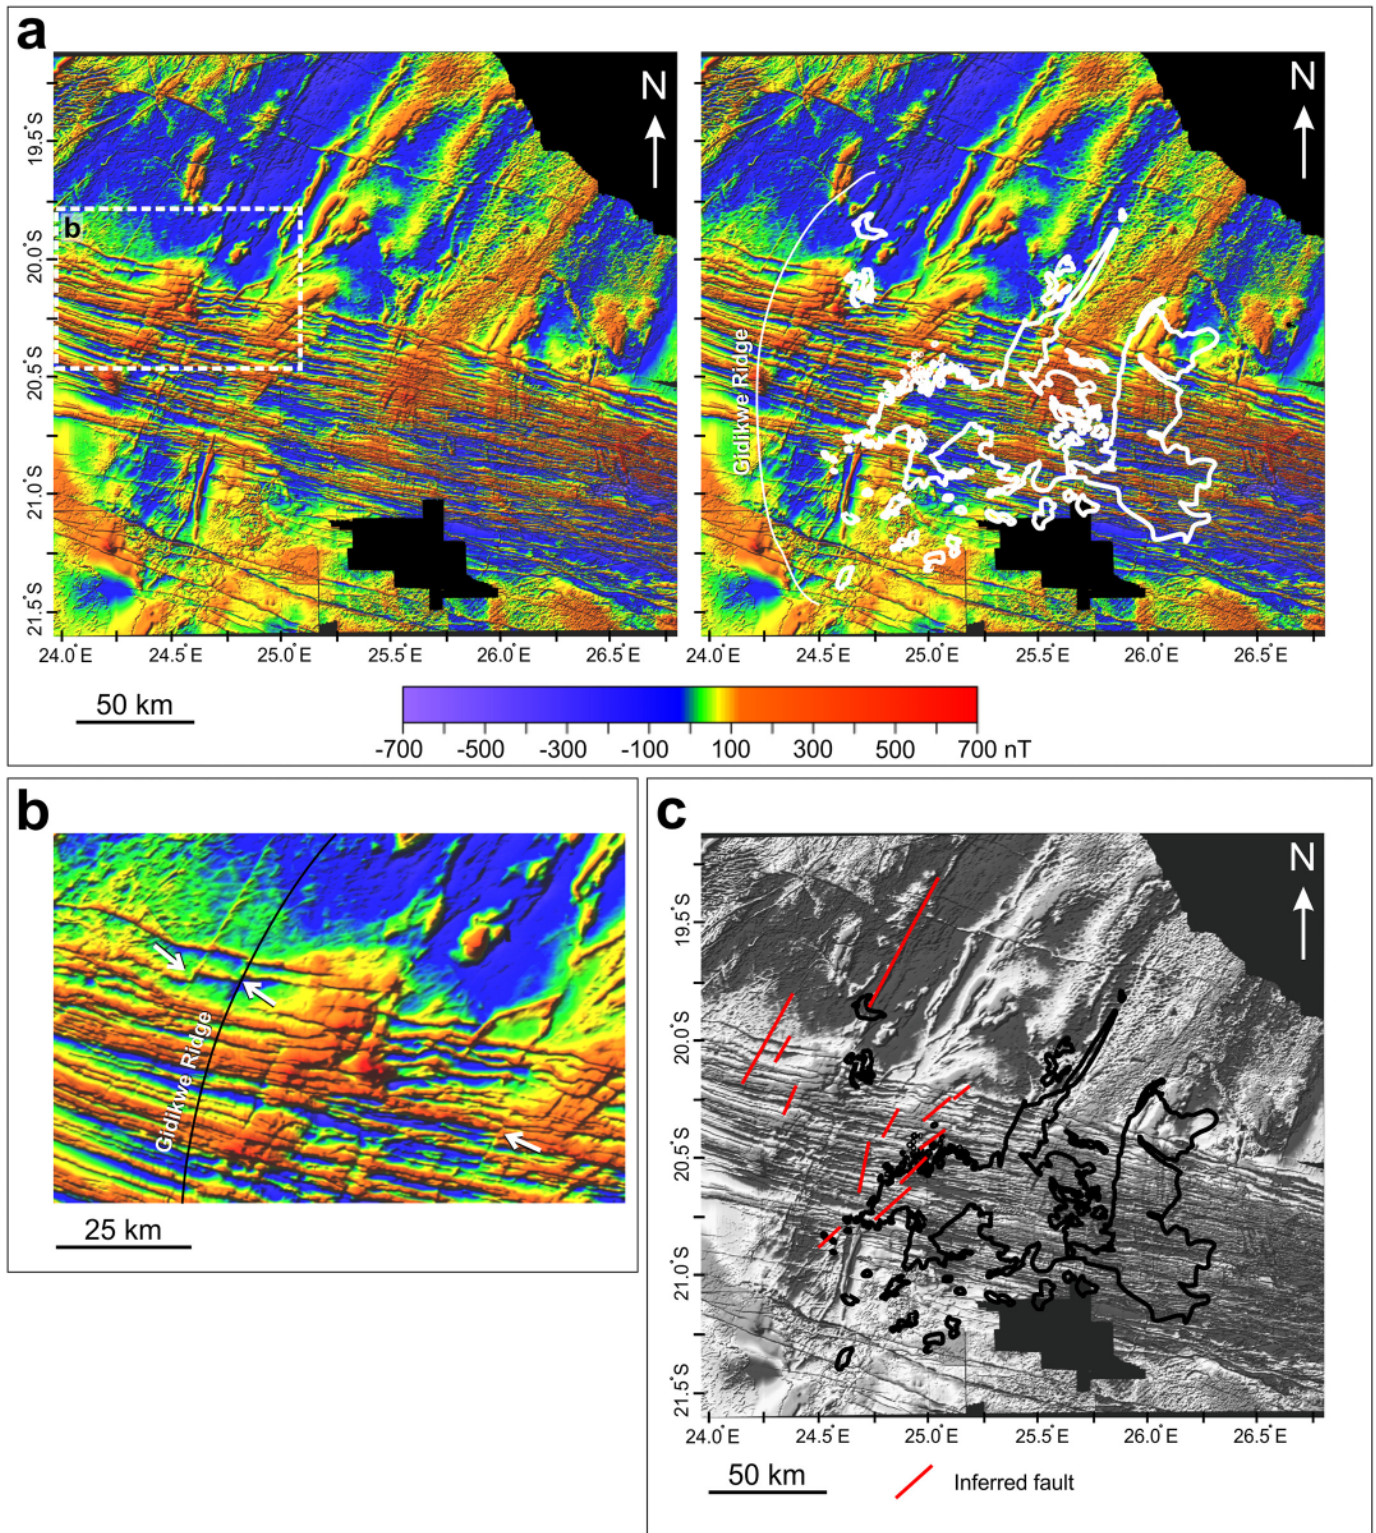 a
N
N
b
Gidikwe Ridge
19.5°S
20.0°S
20.5°S
21.0°S
21.5°S
24.0°E 24.5°E 25.0°E 25.5°E 26.0°E 26.5°E
24.0°E 24.5°E 25.0°E 25.5°E 26.0°E 26.5°E
50 km
-700 -500 -300 -100 100 300 500 700 nT
b
Gidikwe Ridge
25 km
c
N
19.5°S
20.0°S
20.5°S
21.0°S
21.5°S
24.0°E 24.5°E 25.0°E 25.5°E 26.0°E 26.5°E
50 km
Inferred fault